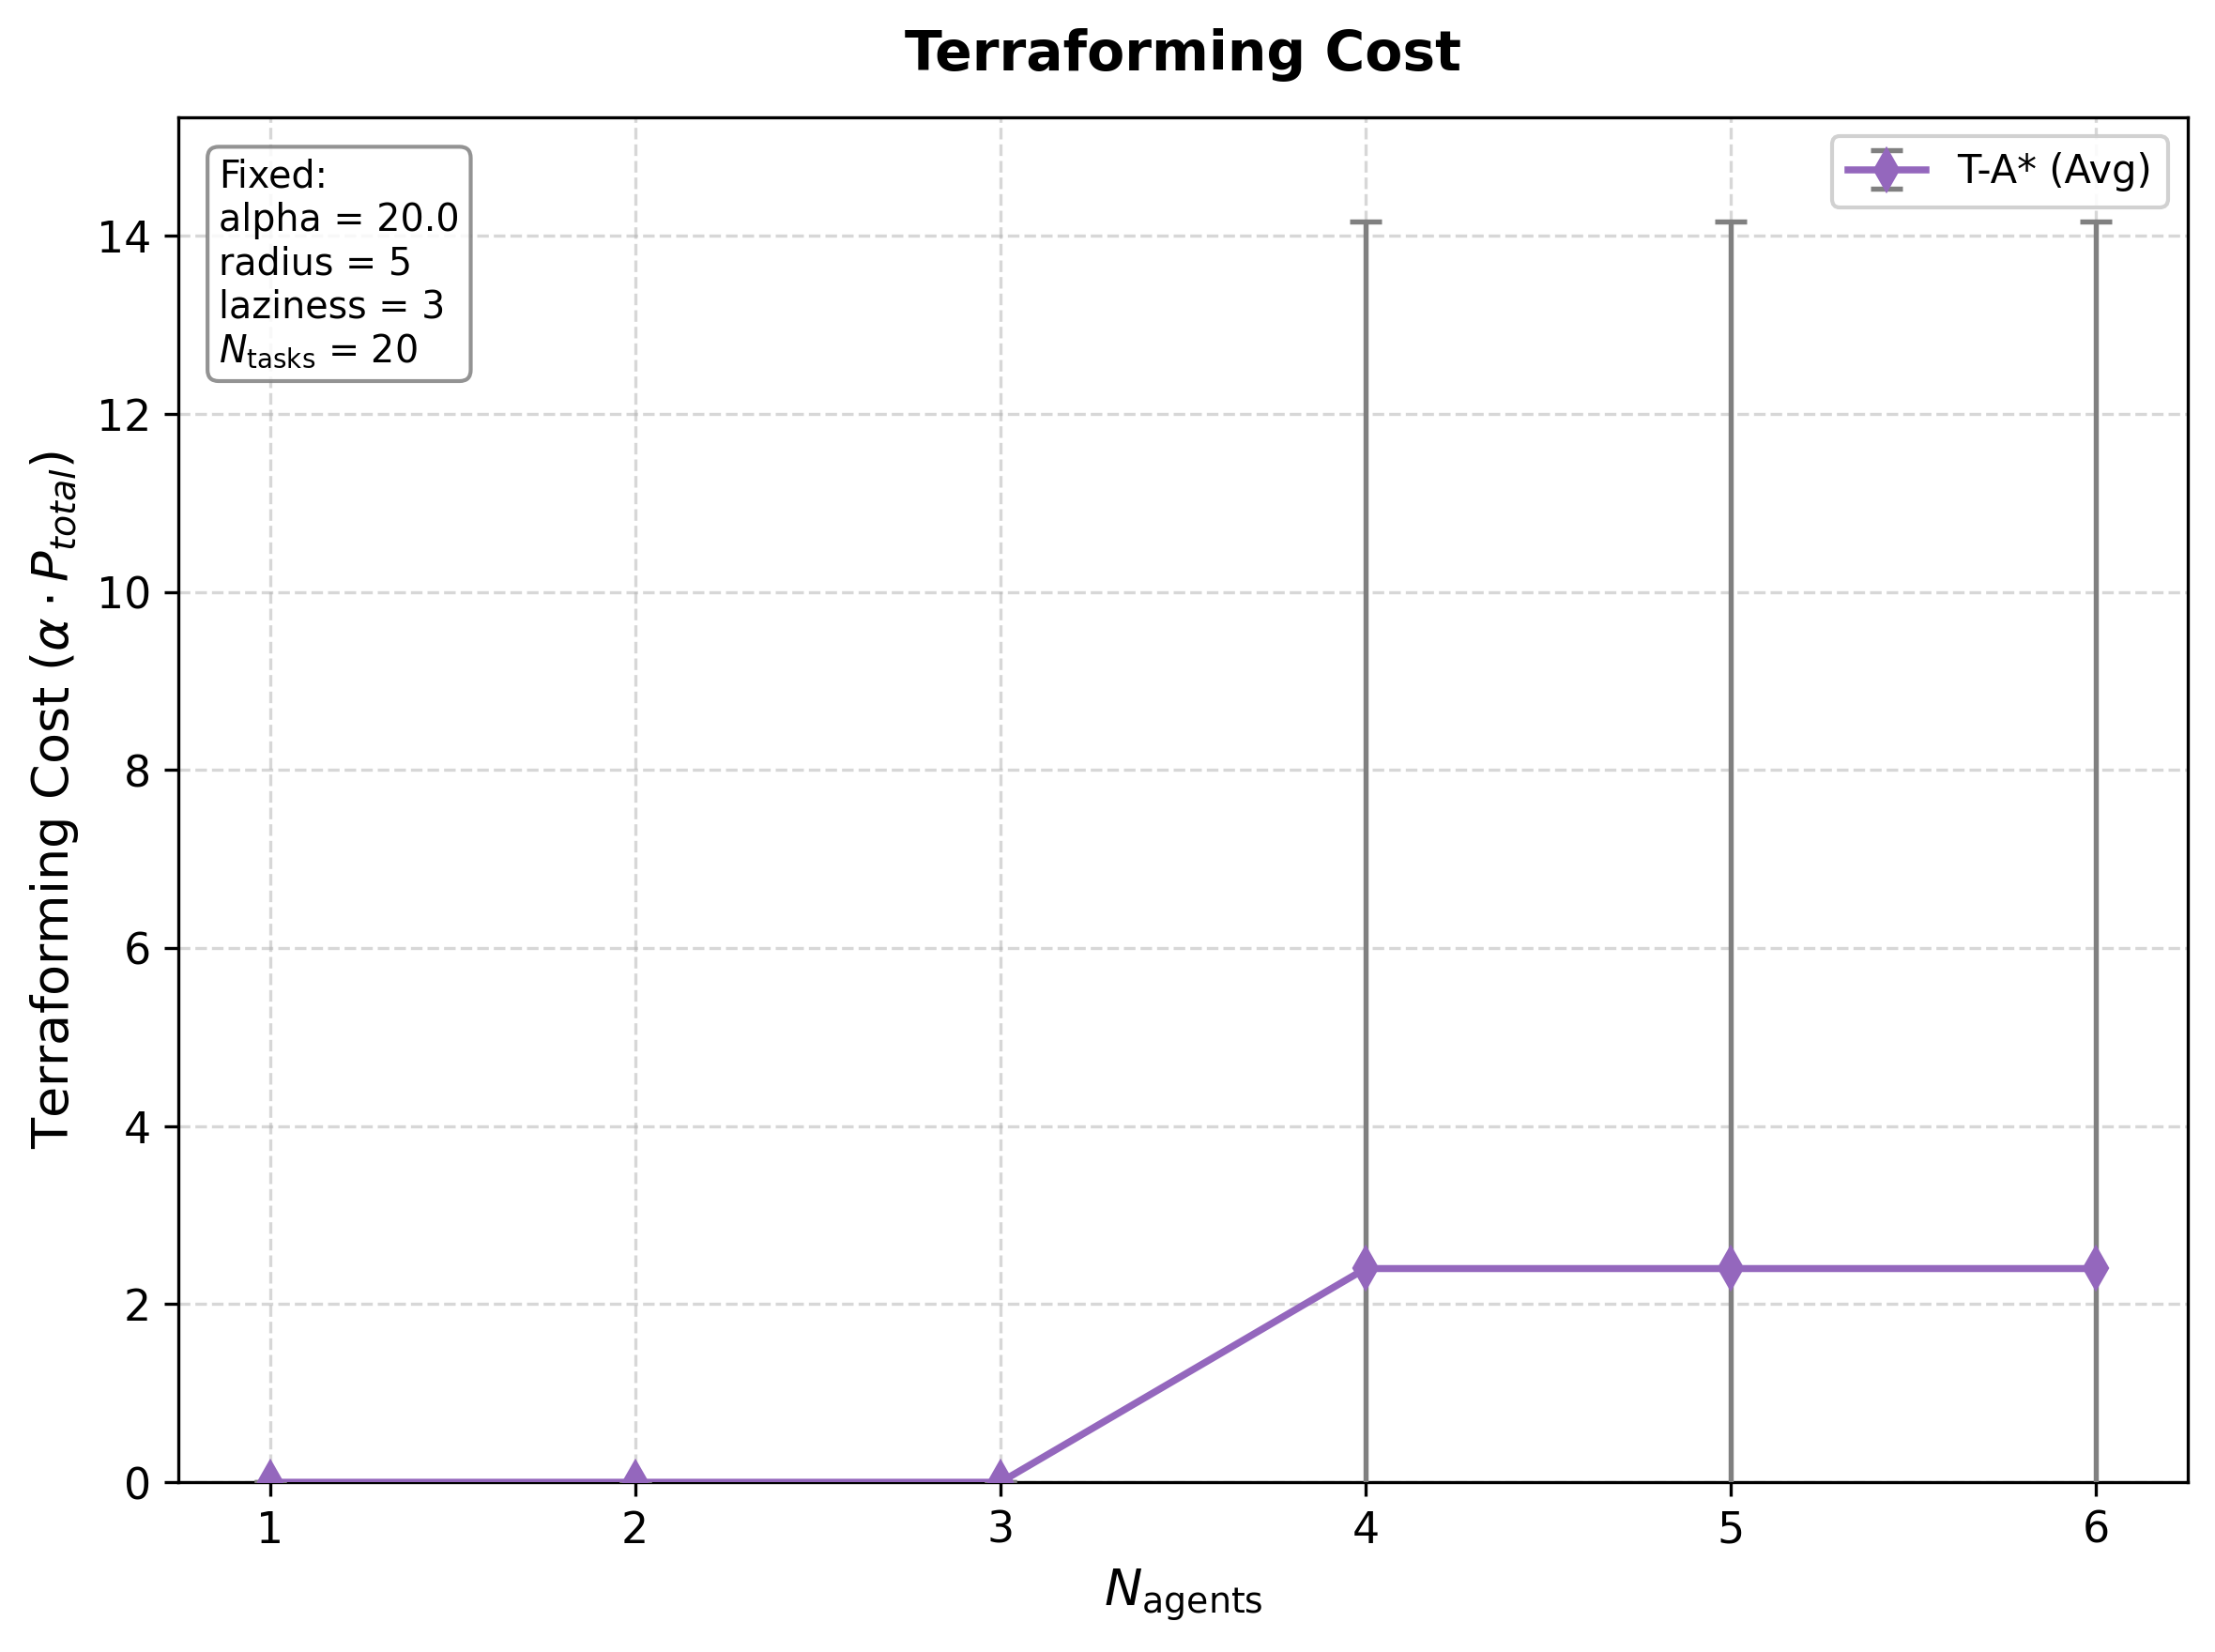 Terraforming Cost
Fixed:
alpha = 20.0
radius = 5
laziness = 3
N_tasks = 20
T-A* (Avg)
Terraforming Cost (α · P_total)
14
12
10
8
6
4
2
0
1 2 3 4 5 6
N_agents